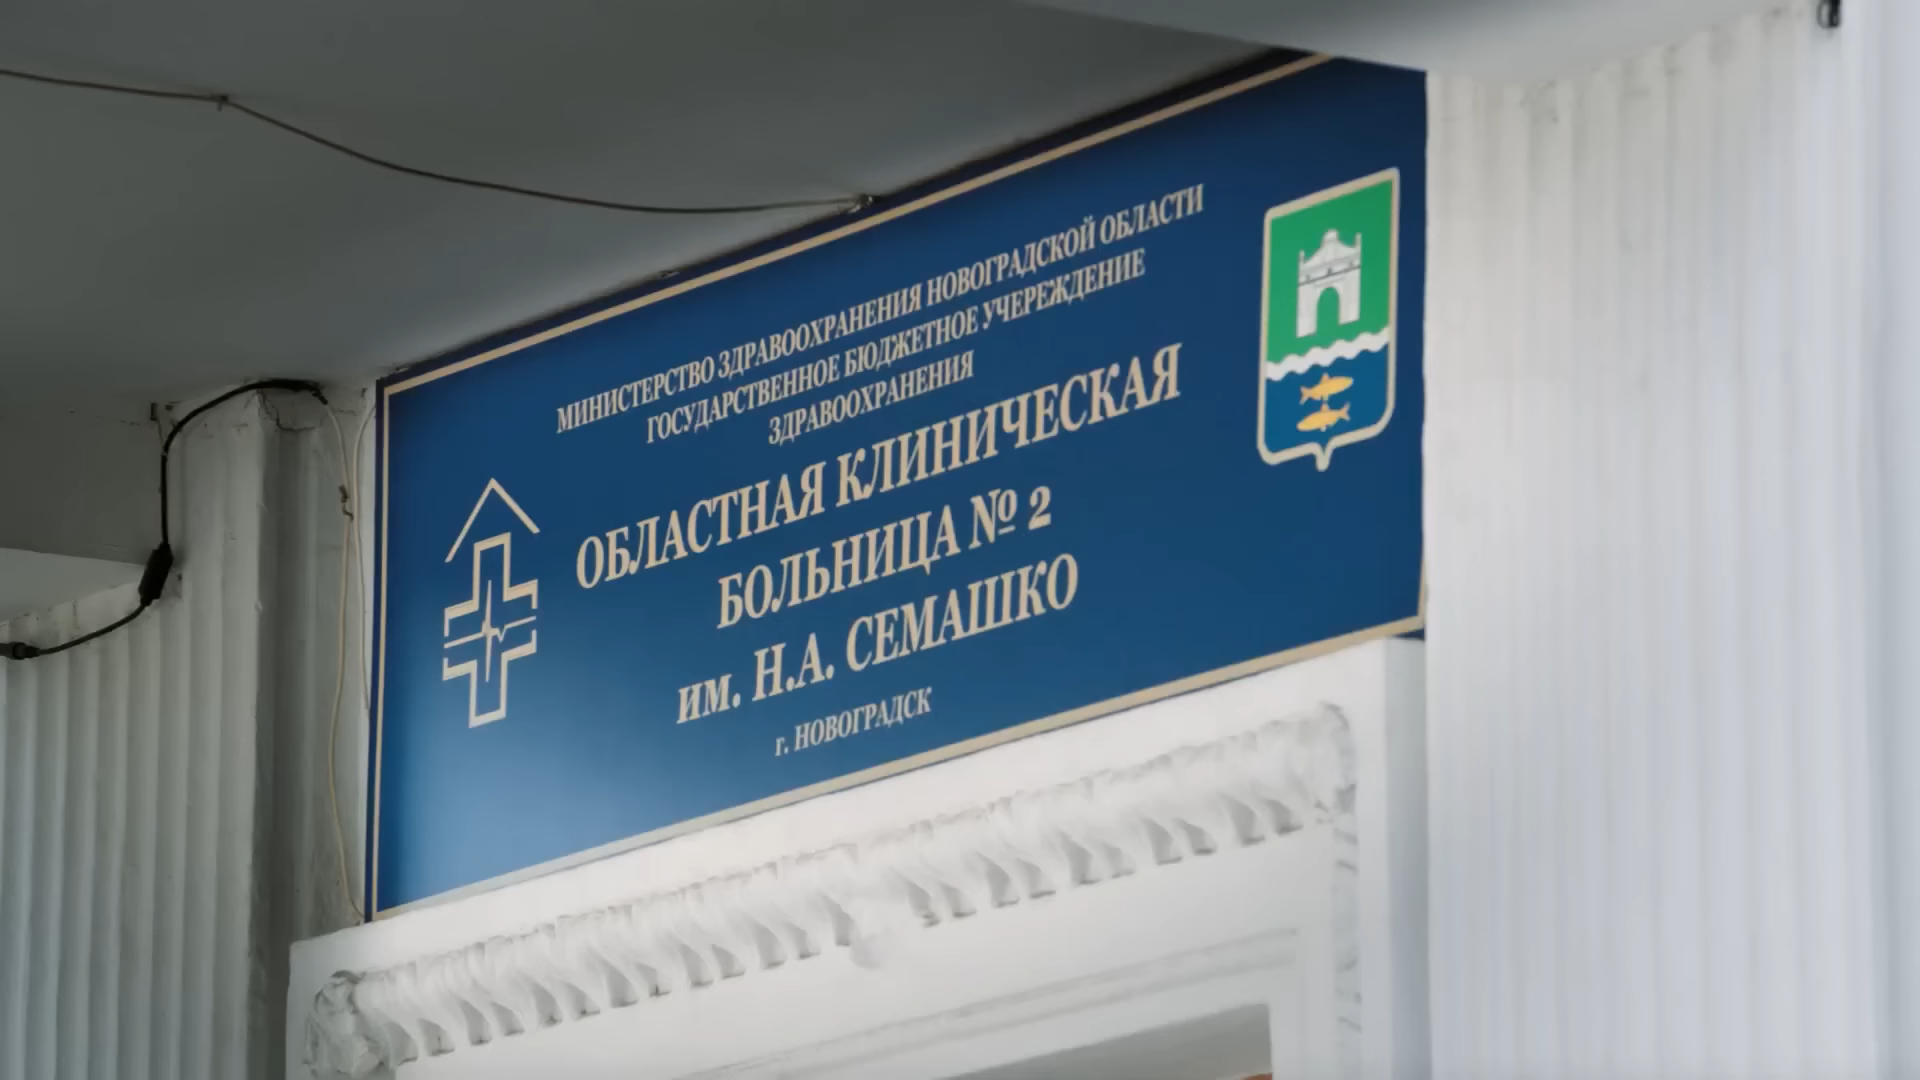 МИНИСТЕРСТВО ЗДРАВООХРАНЕНИЯ НОВОГРАДСКОЙ ОБЛАСТИ
ГОСУДАРСТВЕННОЕ БЮДЖЕТНОЕ УЧЕРЕЖДЕНИЕ
ЗДРАВООХРАНЕНИЯ
ОБЛАСТНАЯ КЛИНИЧЕСКАЯ
БОЛЬНИЦА № 2
им. Н.А. СЕМАШКО
г. НОВОГРАДСК